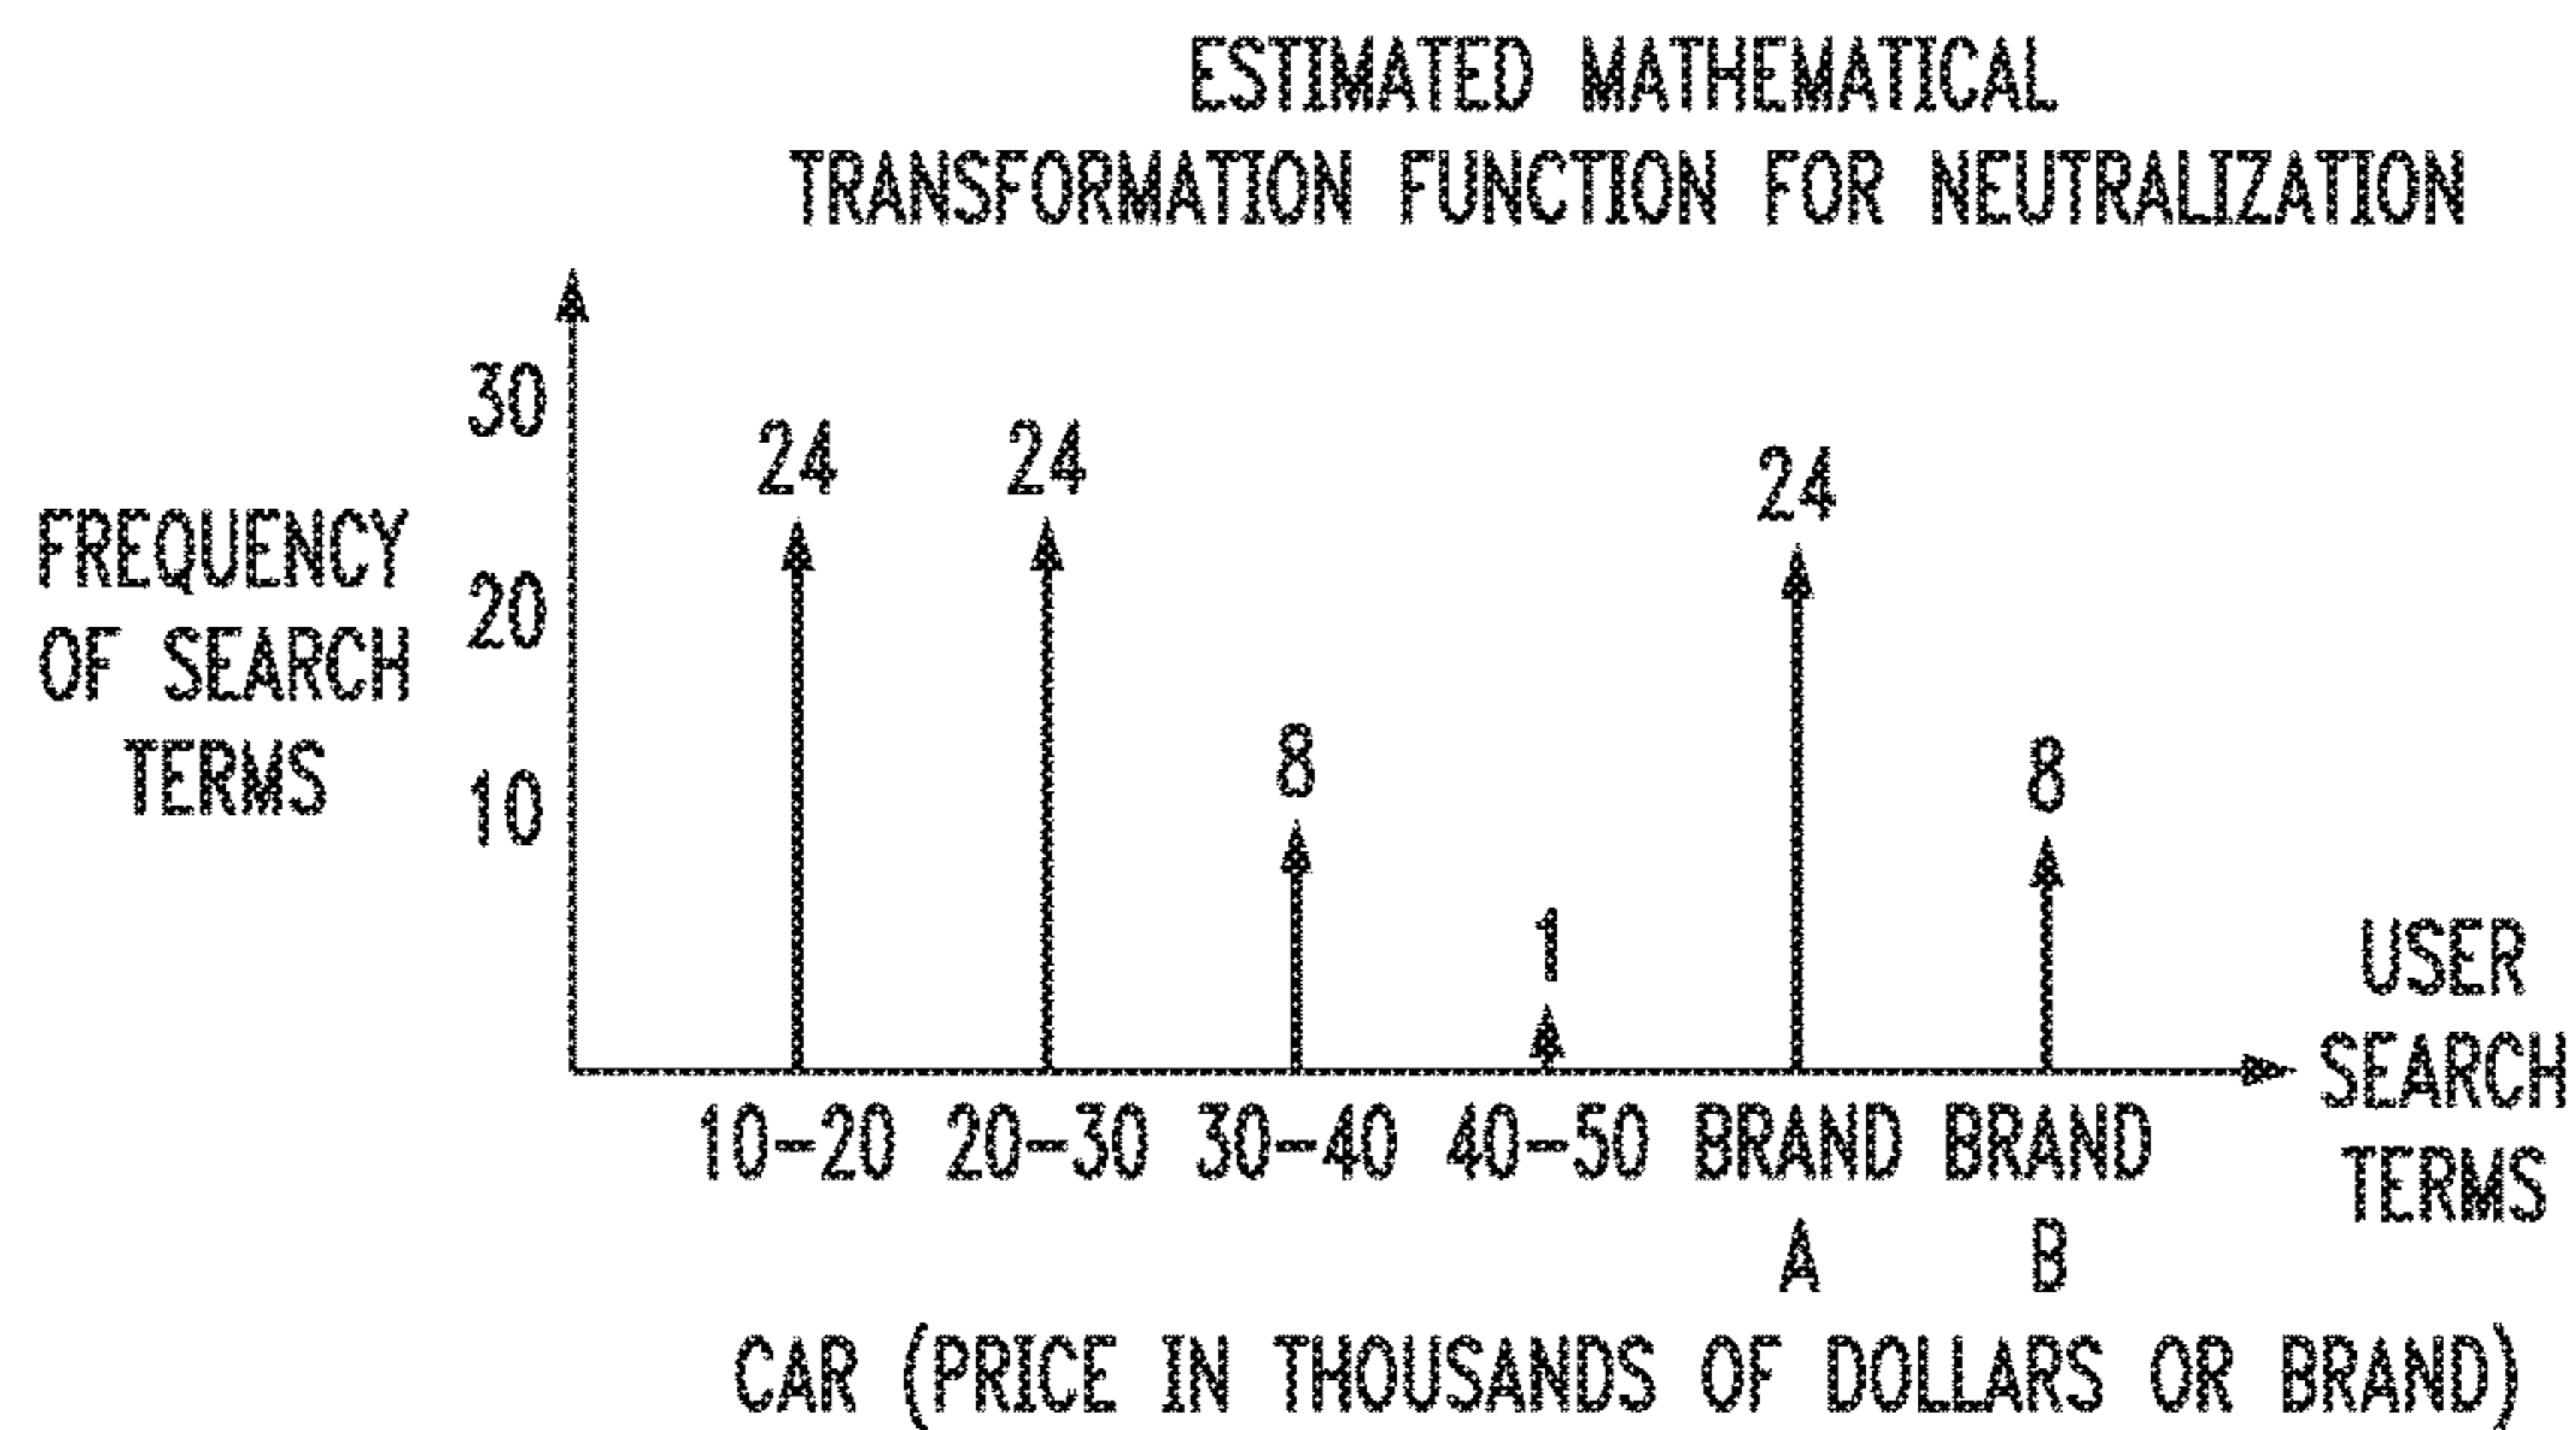 ESTIMATED MATHEMATICAL
TRANSFORMATION FUNCTION FOR NEUTRALIZATION
FREQUENCY
OF SEARCH
TERMS
30
20
10
24
24
8
1
24
8
10-20 20-30 30-40 40-50 BRAND BRAND
A B
USER
SEARCH
TERMS
CAR (PRICE IN THOUSANDS OF DOLLARS OR BRAND)